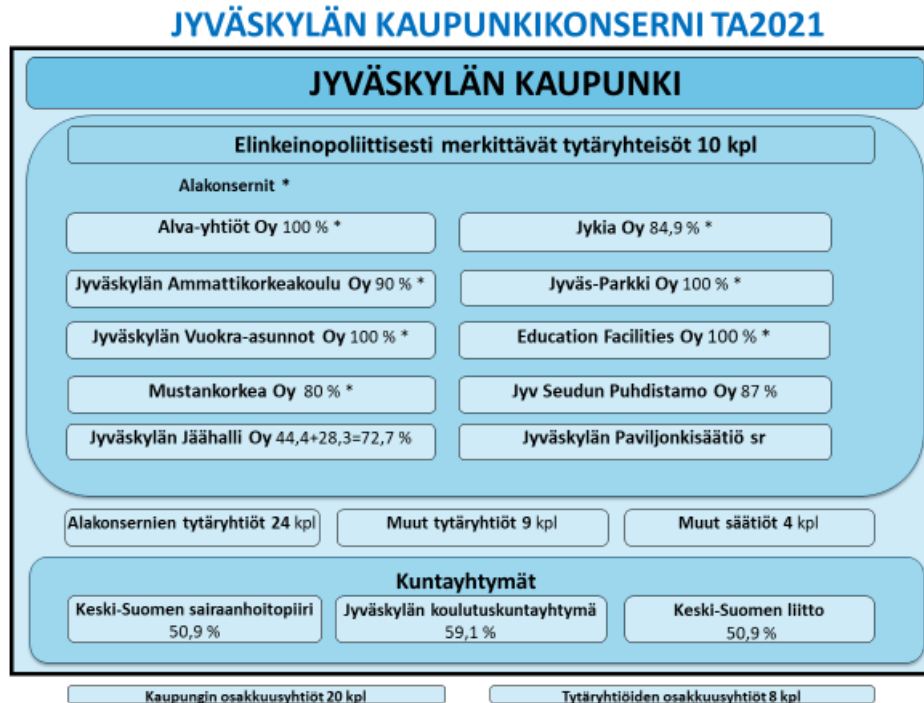 JYVÄSKYLÄN KAUPUNKIKONSERNI TA2021
JYVÄSKYLÄN KAUPUNKI
Elinkeinopoliittisesti merkittävät tytäryhteisöt 10 kpl
Alakonsernit *
Alva-yhtiöt Oy 100 % *
Jykia Oy 84,9 % *
Jyväskylän Ammattikorkeakoulu Oy 90 % *
Jyväs-Parkki Oy 100 % *
Jyväskylän Vuokra-asunnot Oy 100 % *
Education Facilities Oy 100 % *
Mustankorkea Oy 80 % *
Jyv Seudun Puhdistamo Oy 87 %
Jyväskylän Jäähalli Oy 44,4+28,3=72,7 %
Jyväskylän Paviljonkisäätiö sr
Alakonsernien tytäryhtiöt 24 kpl
Muut tytäryhtiöt 9 kpl
Muut säätiöt 4 kpl
Kuntayhtymät
Keski-Suomen sairaanhoitopiiri
50,9 %
Jyväskylän koulutuskuntayhtymä
59,1 %
Keski-Suomen liitto
50,9 %
Kaupungin osakkuusyhtiöt 20 kpl
Tytäryhtiöiden osakkuusyhtiöt 8 kpl